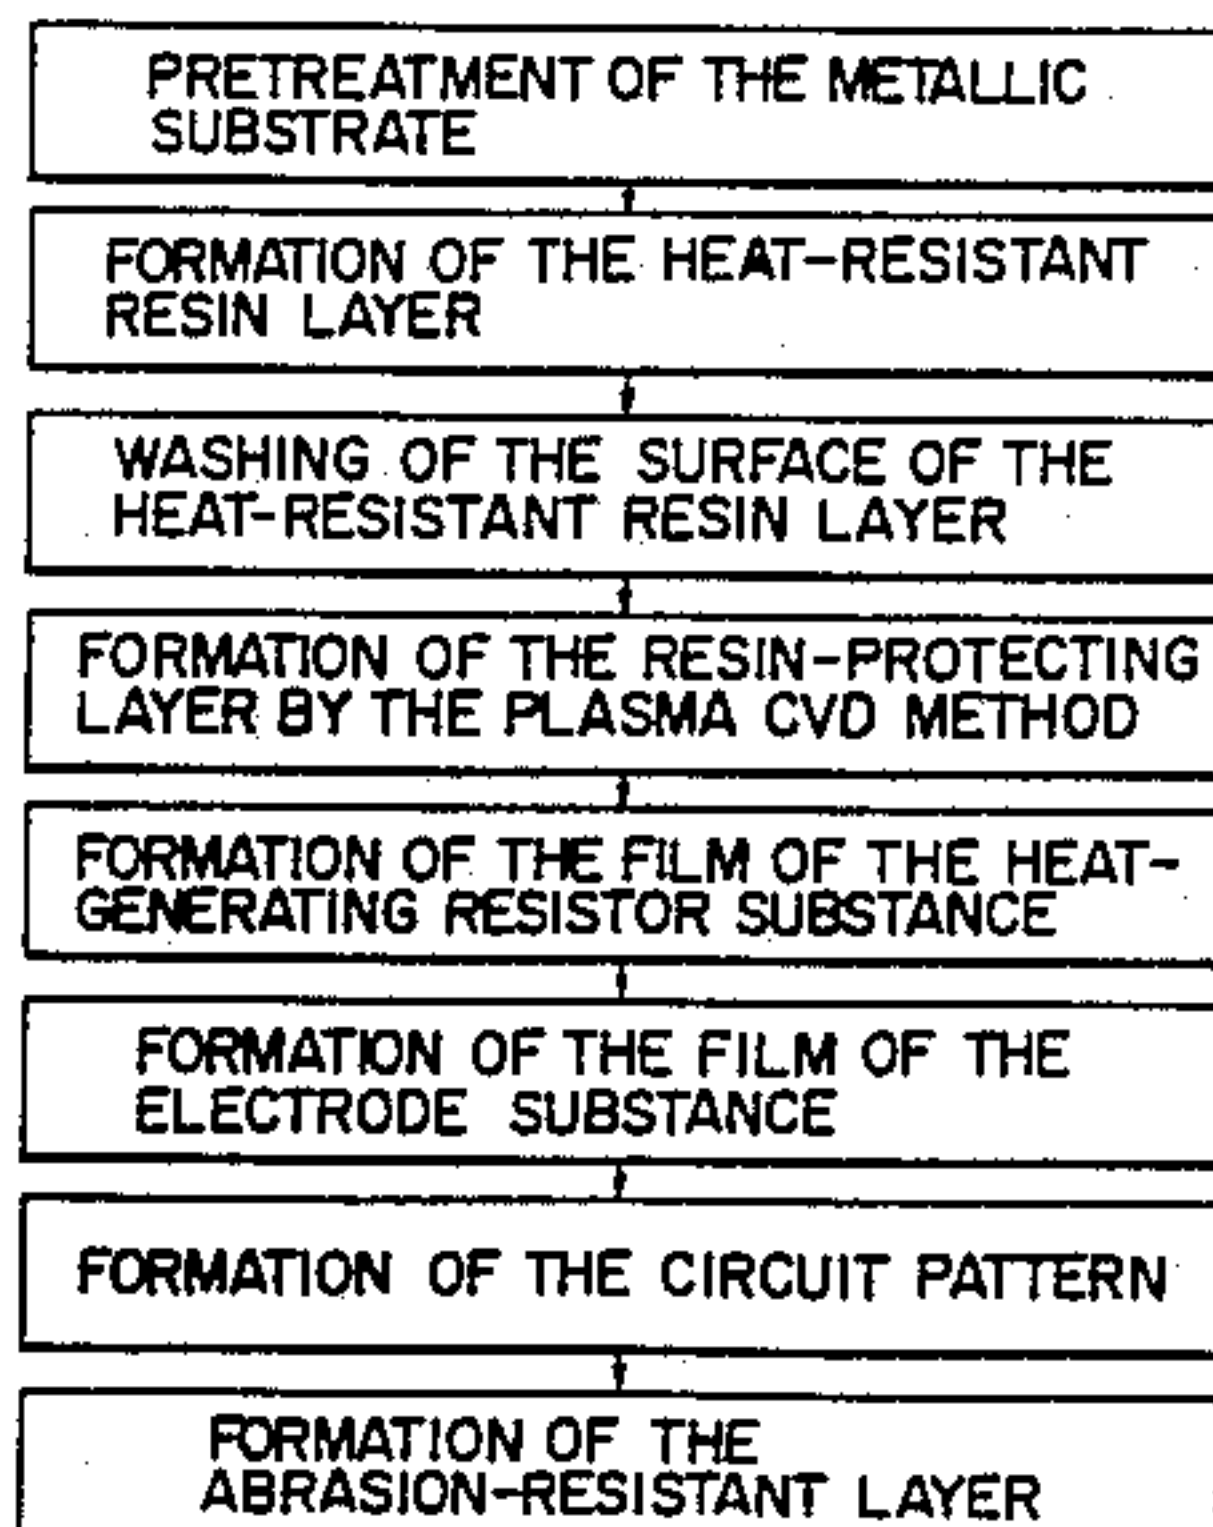 PRETREATMENT OF THE METALLIC
SUBSTRATE
FORMATION OF THE HEAT-RESISTANT
RESIN LAYER
WASHING OF THE SURFACE OF THE
HEAT-RESISTANT RESIN LAYER
FORMATION OF THE RESIN-PROTECTING
LAYER BY THE PLASMA CVD METHOD
FORMATION OF THE FILM OF THE HEAT-
GENERATING RESISTOR SUBSTANCE
FORMATION OF THE FILM OF THE
ELECTRODE SUBSTANCE
FORMATION OF THE CIRCUIT PATTERN
FORMATION OF THE
ABRASION-RESISTANT LAYER